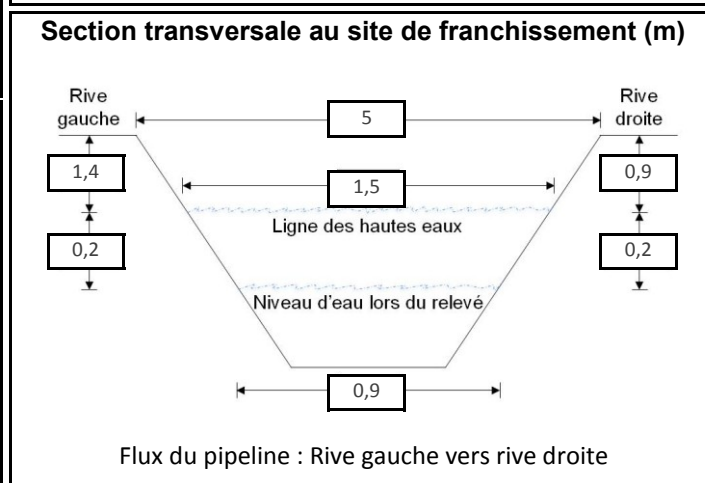 Section transversale au site de franchissement (m)
Rive
gauche
5
Rive
droite
1,4
1,5
0,9
Ligne des hautes eaux
0,2
0,2
Niveau d'eau lors du relevé
0,9
Flux du pipeline : Rive gauche vers rive droite